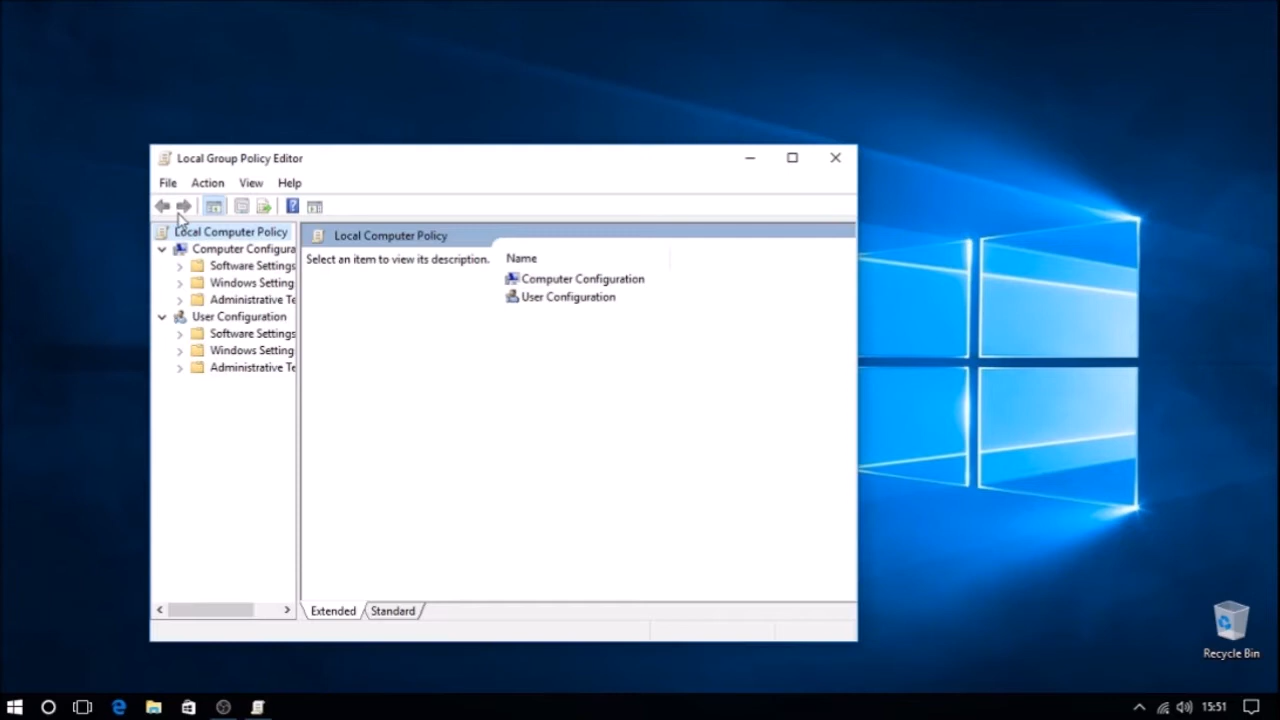 Local Group Policy Editor
File Action View Help
Local Computer Policy
Computer Configura
Software Settings
Windows Setting
Administrative Te
User Configuration
Software Settings
Windows Setting
Administrative Te
Local Computer Policy
Select an item to view its description.
Name
Computer Configuration
User Configuration
Extended Standard
Recycle Bin
15:51